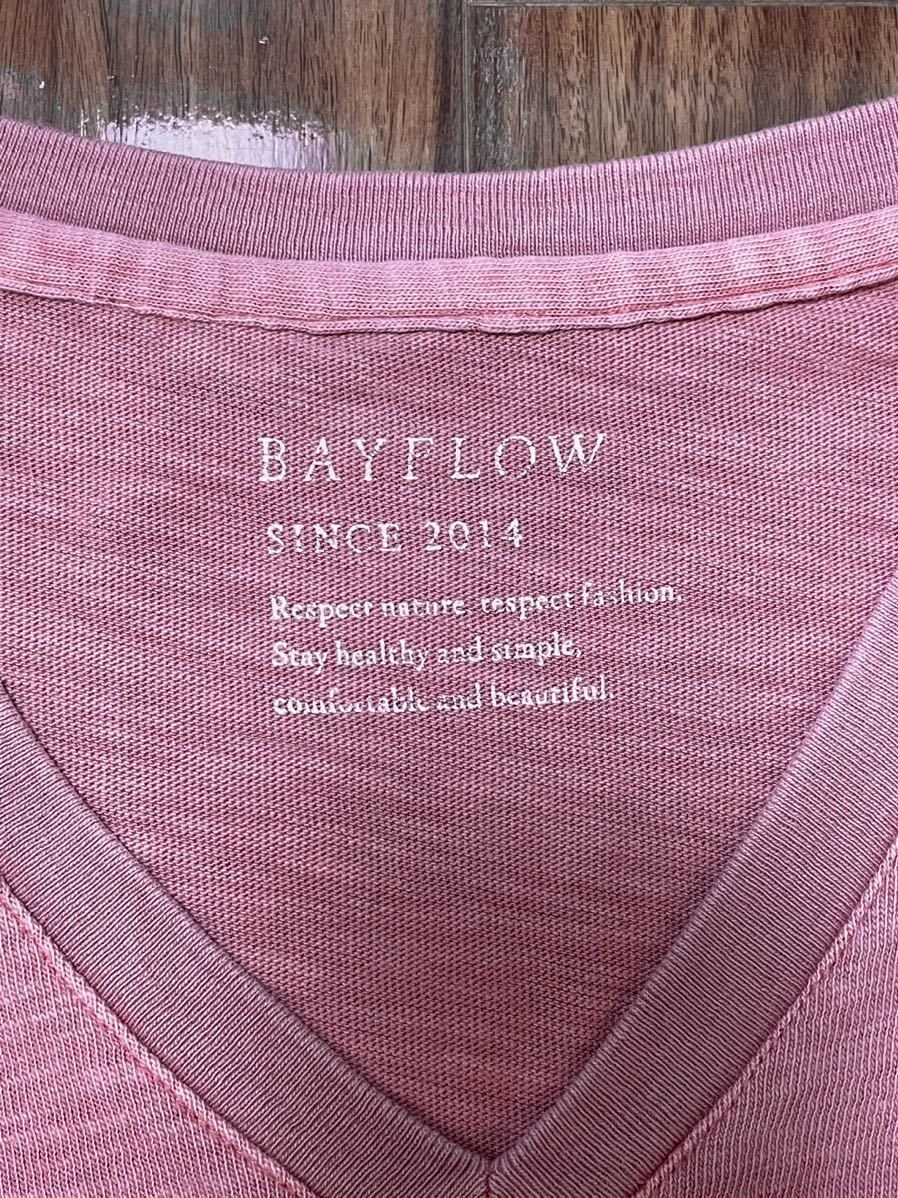 BAYFLOW
SINCE 2014
Respect nature respect fashion.
Stay healthy and simple,
comfortable and beautiful.